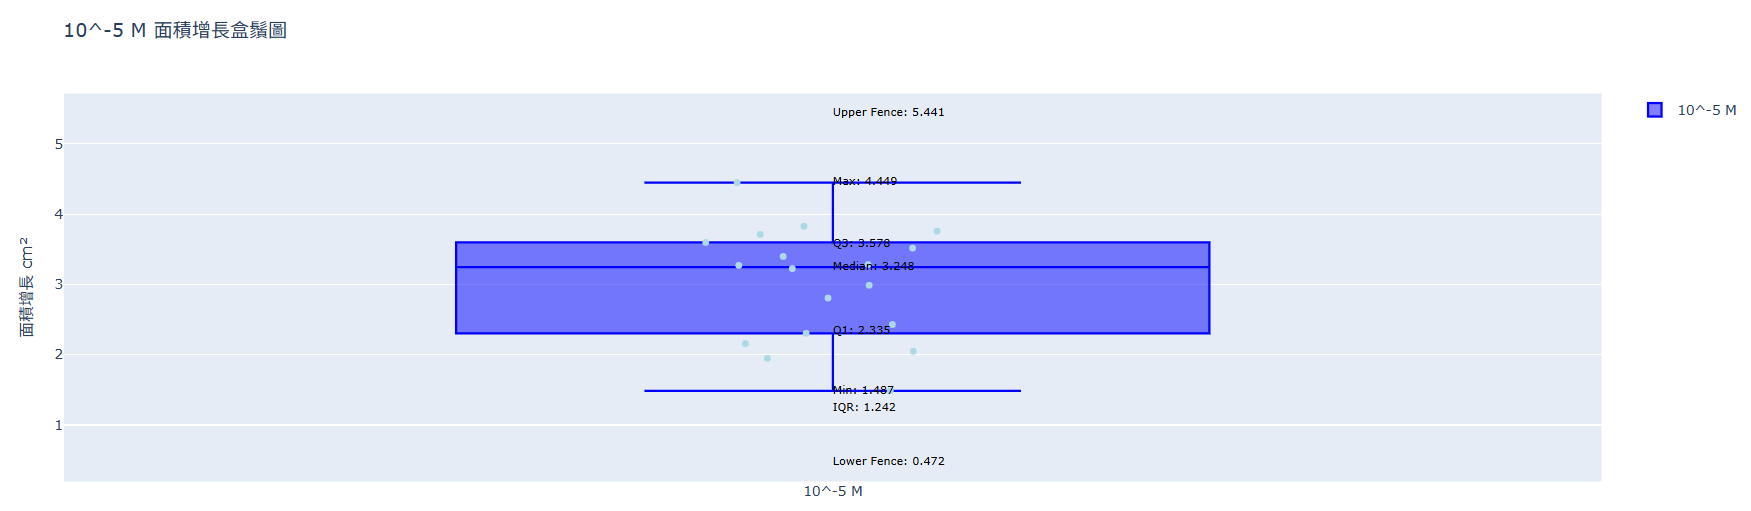 10^-5 M 面積增長盒鬚圖
10^-5 M
Upper Fence: 5.441
5
Max: 4.449
4
Q3: 3.578
Median: 3.248
3
面積增長 cm²
Q1: 2.335
2
Min: 1.487
IQR: 1.242
1
Lower Fence: 0.472
10^-5 M